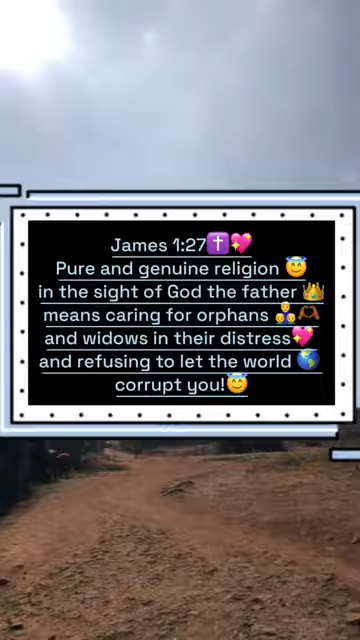 James 1:27✝️💖
Pure and genuine religion 😇
in the sight of God the father 👑
means caring for orphans 👨‍👦‍👦🫶🏾
and widows in their distress💖
and refusing to let the world 🌎
corrupt you!😇